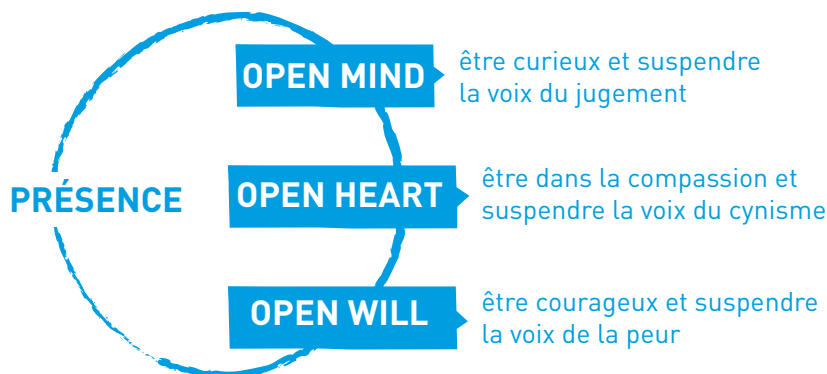 OPEN MIND
être curieux et suspendre
la voix du jugement
PRÉSENCE
OPEN HEART
être dans la compassion et
suspendre la voix du cynisme
OPEN WILL
être courageux et suspendre
la voix de la peur